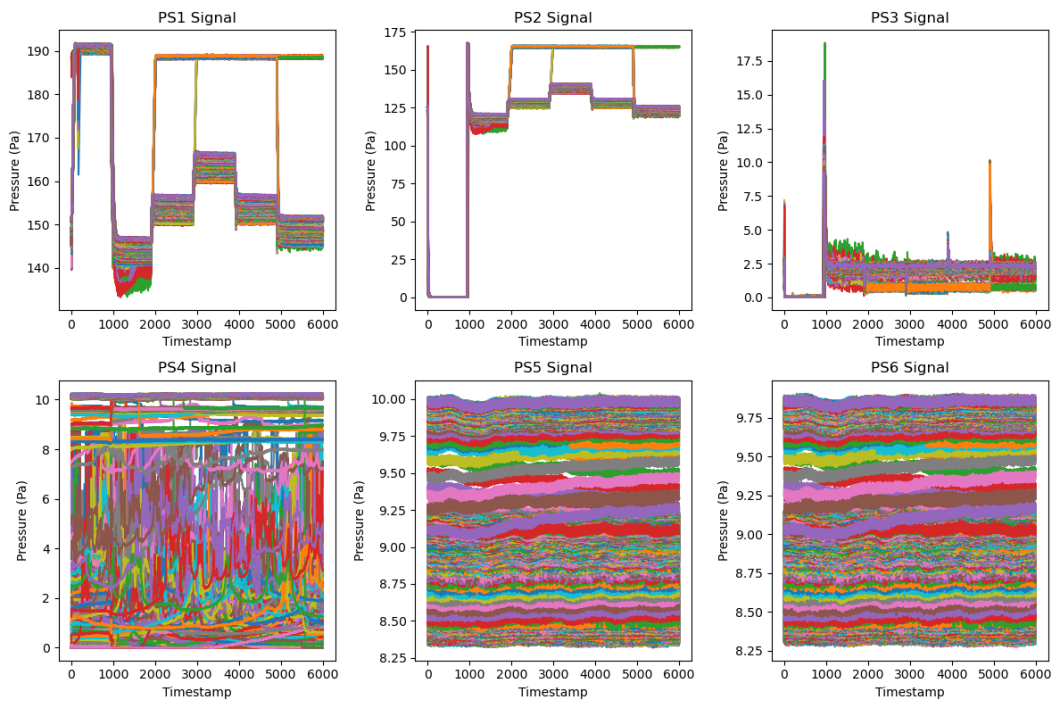 PS1 Signal
190
180
170
160
150
140
Pressure (Pa)
0 1000 2000 3000 4000 5000 6000
Timestamp
PS2 Signal
175
150
125
100
75
50
25
0
Pressure (Pa)
0 1000 2000 3000 4000 5000 6000
Timestamp
PS3 Signal
17.5
15.0
12.5
10.0
7.5
5.0
2.5
0.0
Pressure (Pa)
0 1000 2000 3000 4000 5000 6000
Timestamp
PS4 Signal
10
8
6
4
2
0
Pressure (Pa)
0 1000 2000 3000 4000 5000 6000
Timestamp
PS5 Signal
10.00
9.75
9.50
9.25
9.00
8.75
8.50
8.25
Pressure (Pa)
0 1000 2000 3000 4000 5000 6000
Timestamp
PS6 Signal
9.75
9.50
9.25
9.00
8.75
8.50
8.25
Pressure (Pa)
0 1000 2000 3000 4000 5000 6000
Timestamp